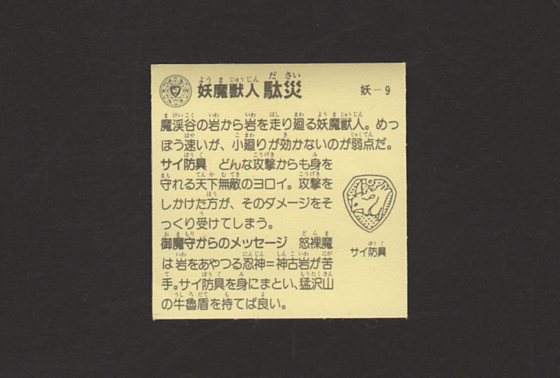 妖魔獣人 駄災 妖－9
魔渓谷の岩から岩を走り廻る妖魔獣人。めっ
ぽう速いが、小廻りが効かないのが弱点だ。
サイ防具 どんな攻撃からも身を
守れる天下無敵のヨロイ。攻撃を
しかけた方が、そのダメージをそ
っくり受けてしまう。
サイ防具
御魔守からのメッセージ 怒裸魔
は岩をあやつる忍神＝神古岩が苦
手。サイ防具を身にまとい、猛沢山
の牛魯盾を持てば良い。